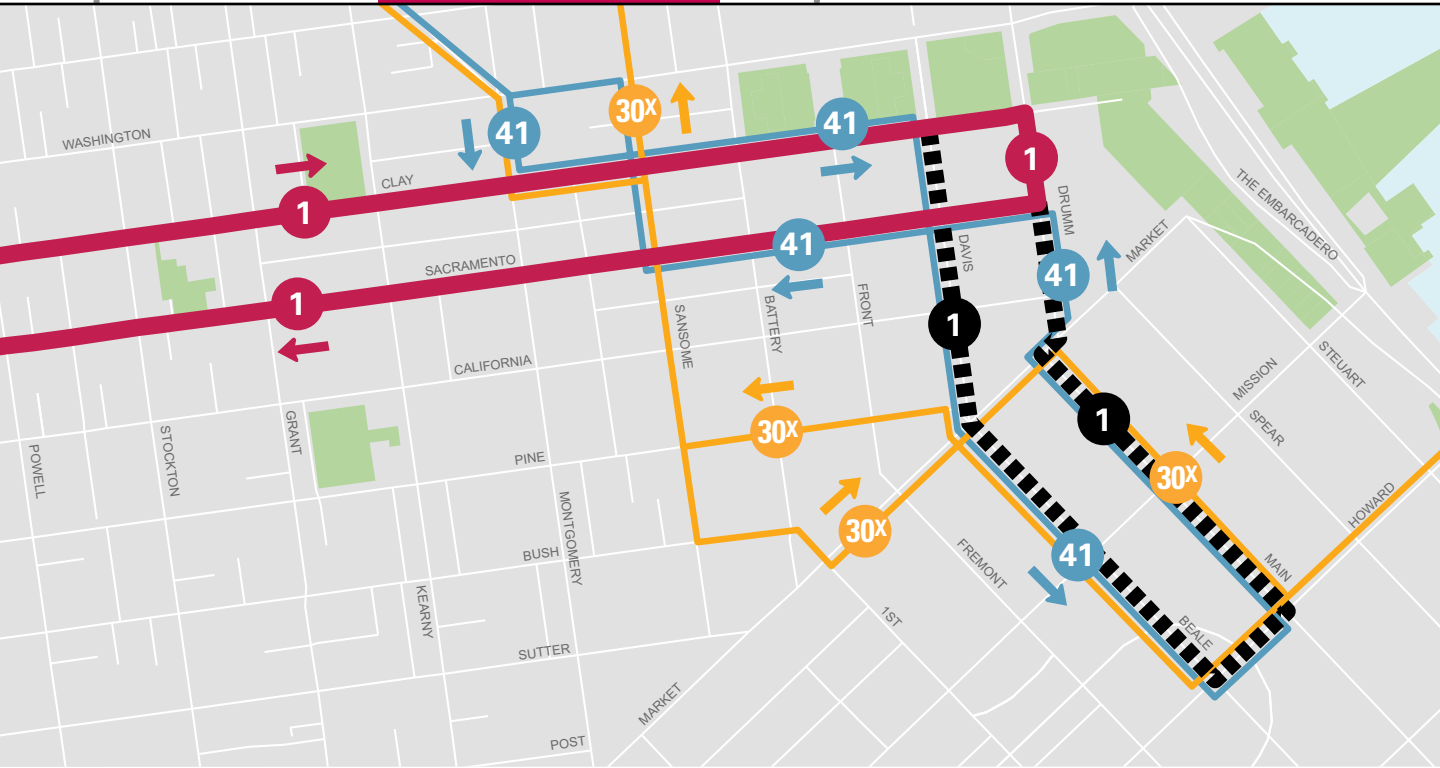 30X
41
41
WASHINGTON
1
CLAY
THE EMBARCADERO
1
DRUMM
MARKET
41
DAVIS
SACRAMENTO
41
1
FRONT
BATTERY
SANSOME
1
CALIFORNIA
STEUART
MISSION
SPEAR
1
GRANT
STOCKTON
POWELL
30X
PINE
30X
HOWARD
MONTGOMERY
30X
BUSH
41
FREMONT
MAIN
KEARNY
1ST
BEALE
SUTTER
MARKET
POST